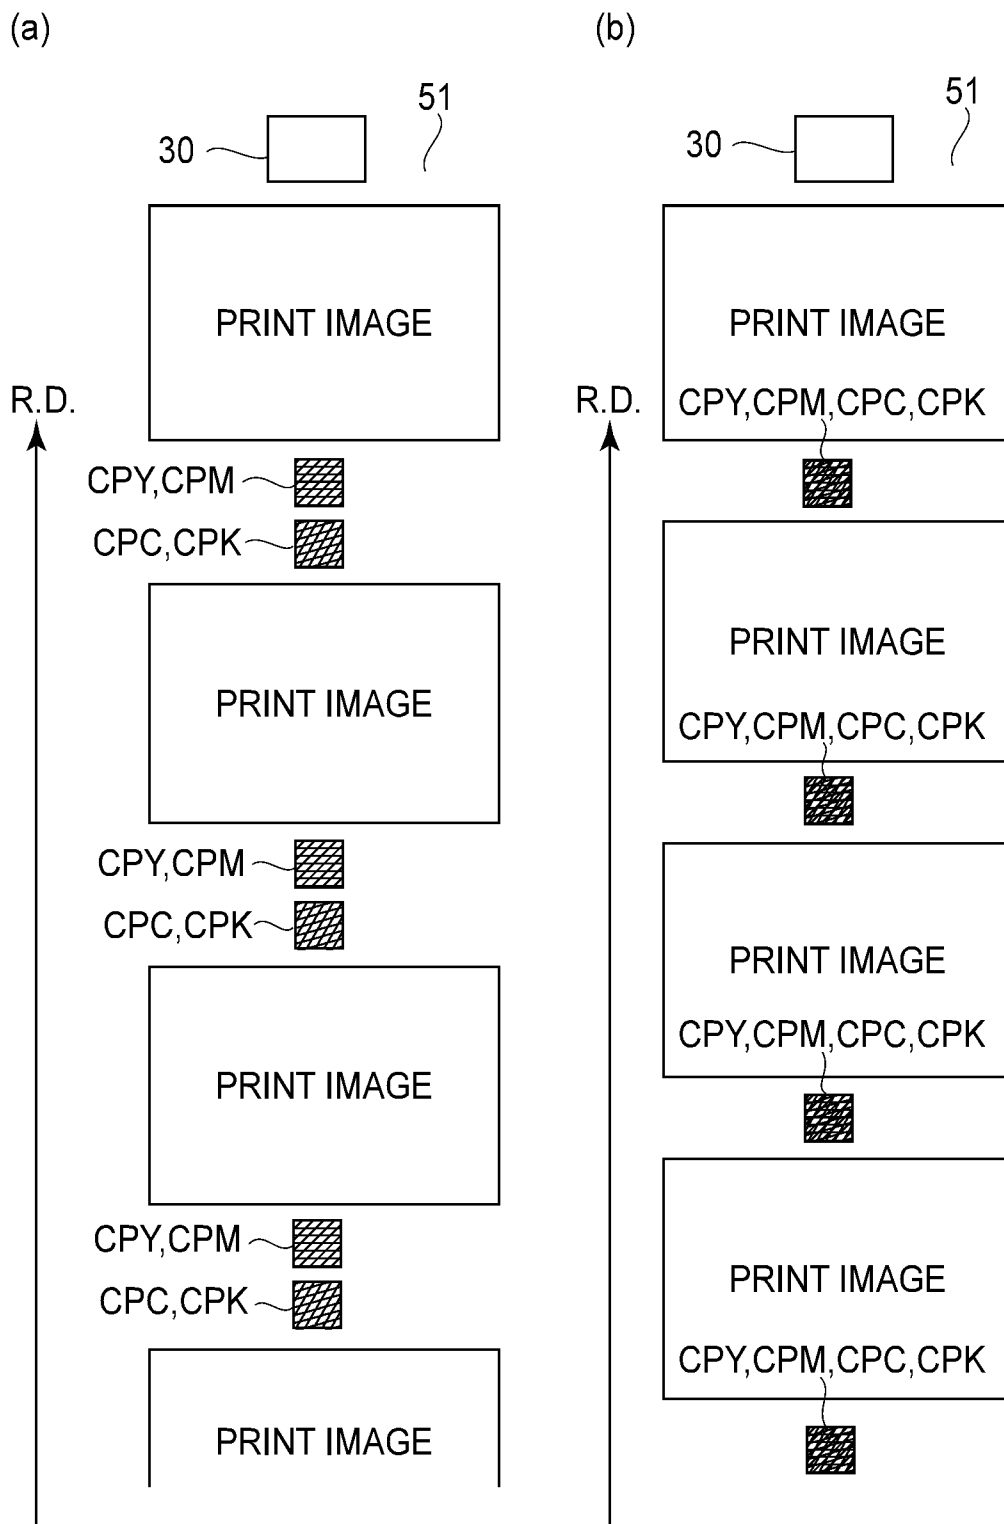 (a)
51
30
PRINT IMAGE
R.D.
CPY,CPM
CPC,CPK
PRINT IMAGE
CPY,CPM
CPC,CPK
PRINT IMAGE
CPY,CPM
CPC,CPK
PRINT IMAGE
(b)
51
30
PRINT IMAGE
R.D.
CPY,CPM,CPC,CPK
PRINT IMAGE
CPY,CPM,CPC,CPK
PRINT IMAGE
CPY,CPM,CPC,CPK
PRINT IMAGE
CPY,CPM,CPC,CPK